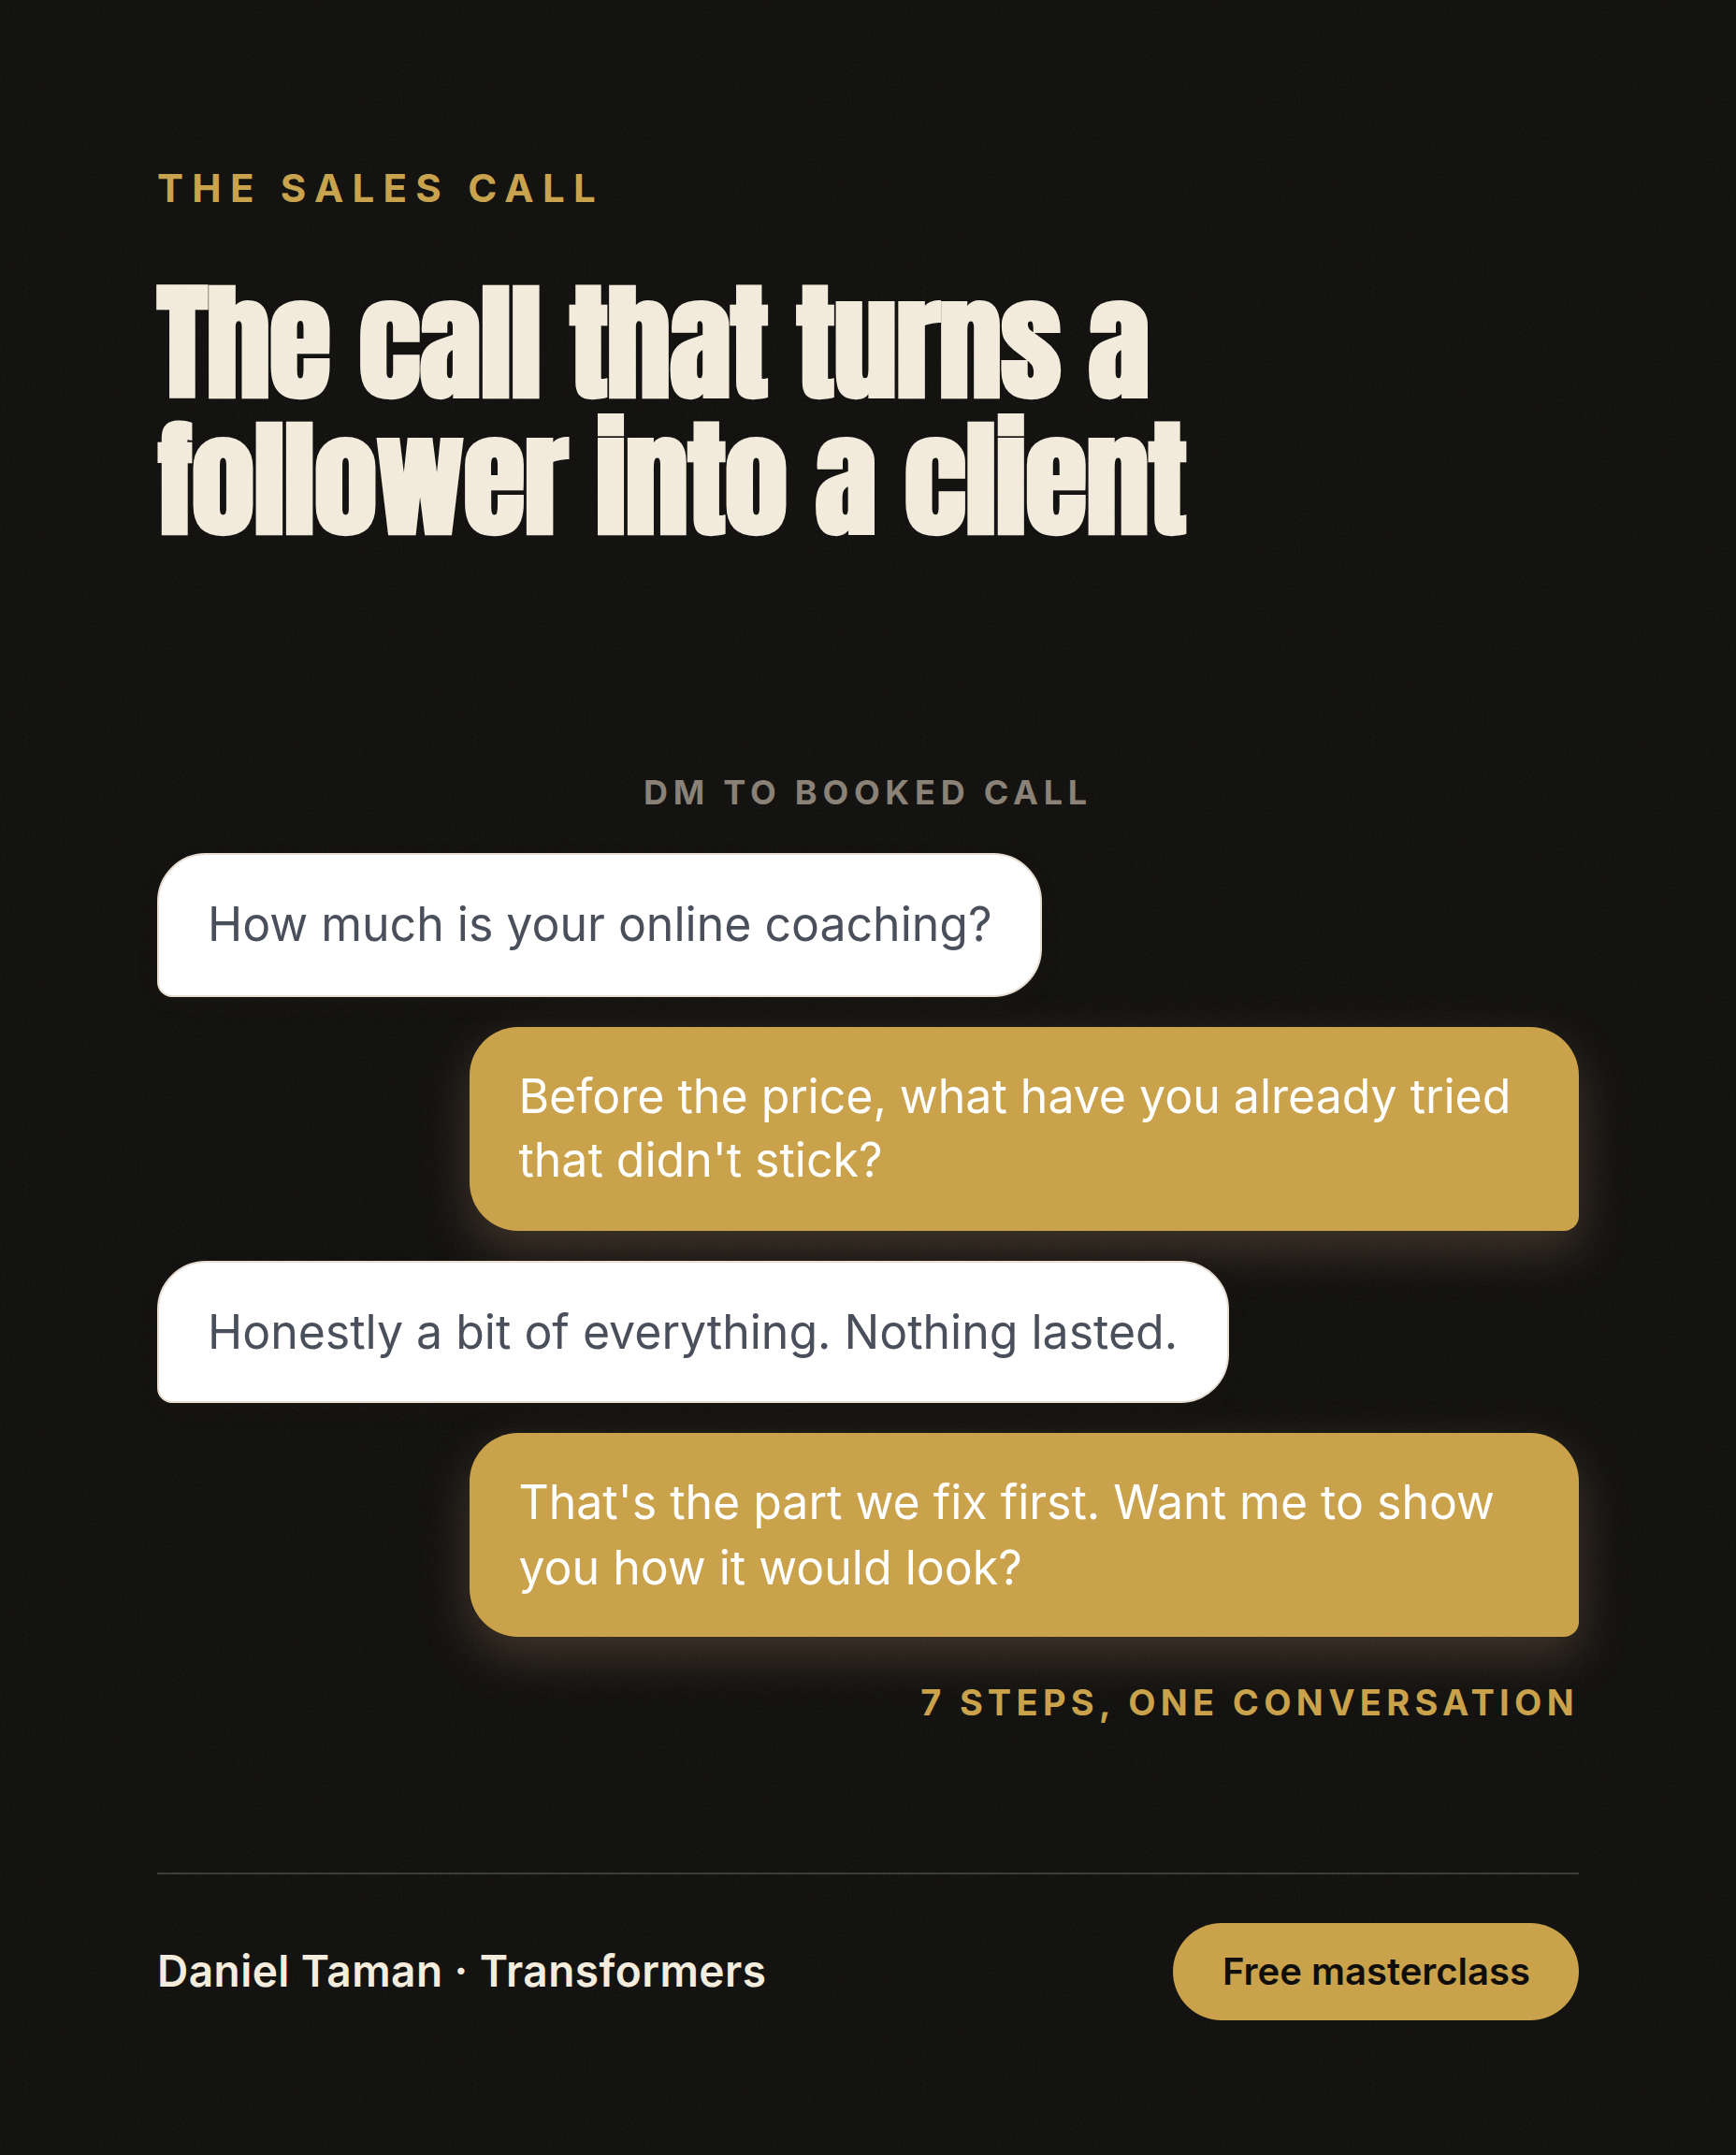 THE SALES CALL
The call that turns a
follower into a client
DM TO BOOKED CALL
How much is your online coaching?
Before the price, what have you already tried
that didn't stick?
Honestly a bit of everything. Nothing lasted.
That's the part we fix first. Want me to show
you how it would look?
7 STEPS, ONE CONVERSATION
Daniel Taman · Transformers
Free masterclass